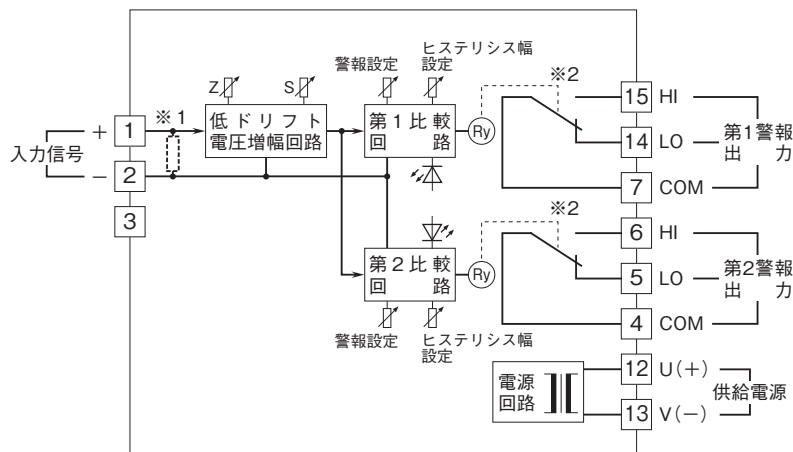 警報設定
ヒステリシス幅
設定
※2
Z
S
15 HI
※1
＋ 1
低ドリフト
電圧増幅回路
第1比較
回　路
Ry
14 LO
第1警報
出　力
入力信号
－ 2
7 COM
3
※2
6 HI
第2比較
回　路
Ry
5 LO
第2警報
出　力
警報設定
ヒステリシス幅
設定
4 COM
電源
回路
12 U(＋)
供給電源
13 V(－)